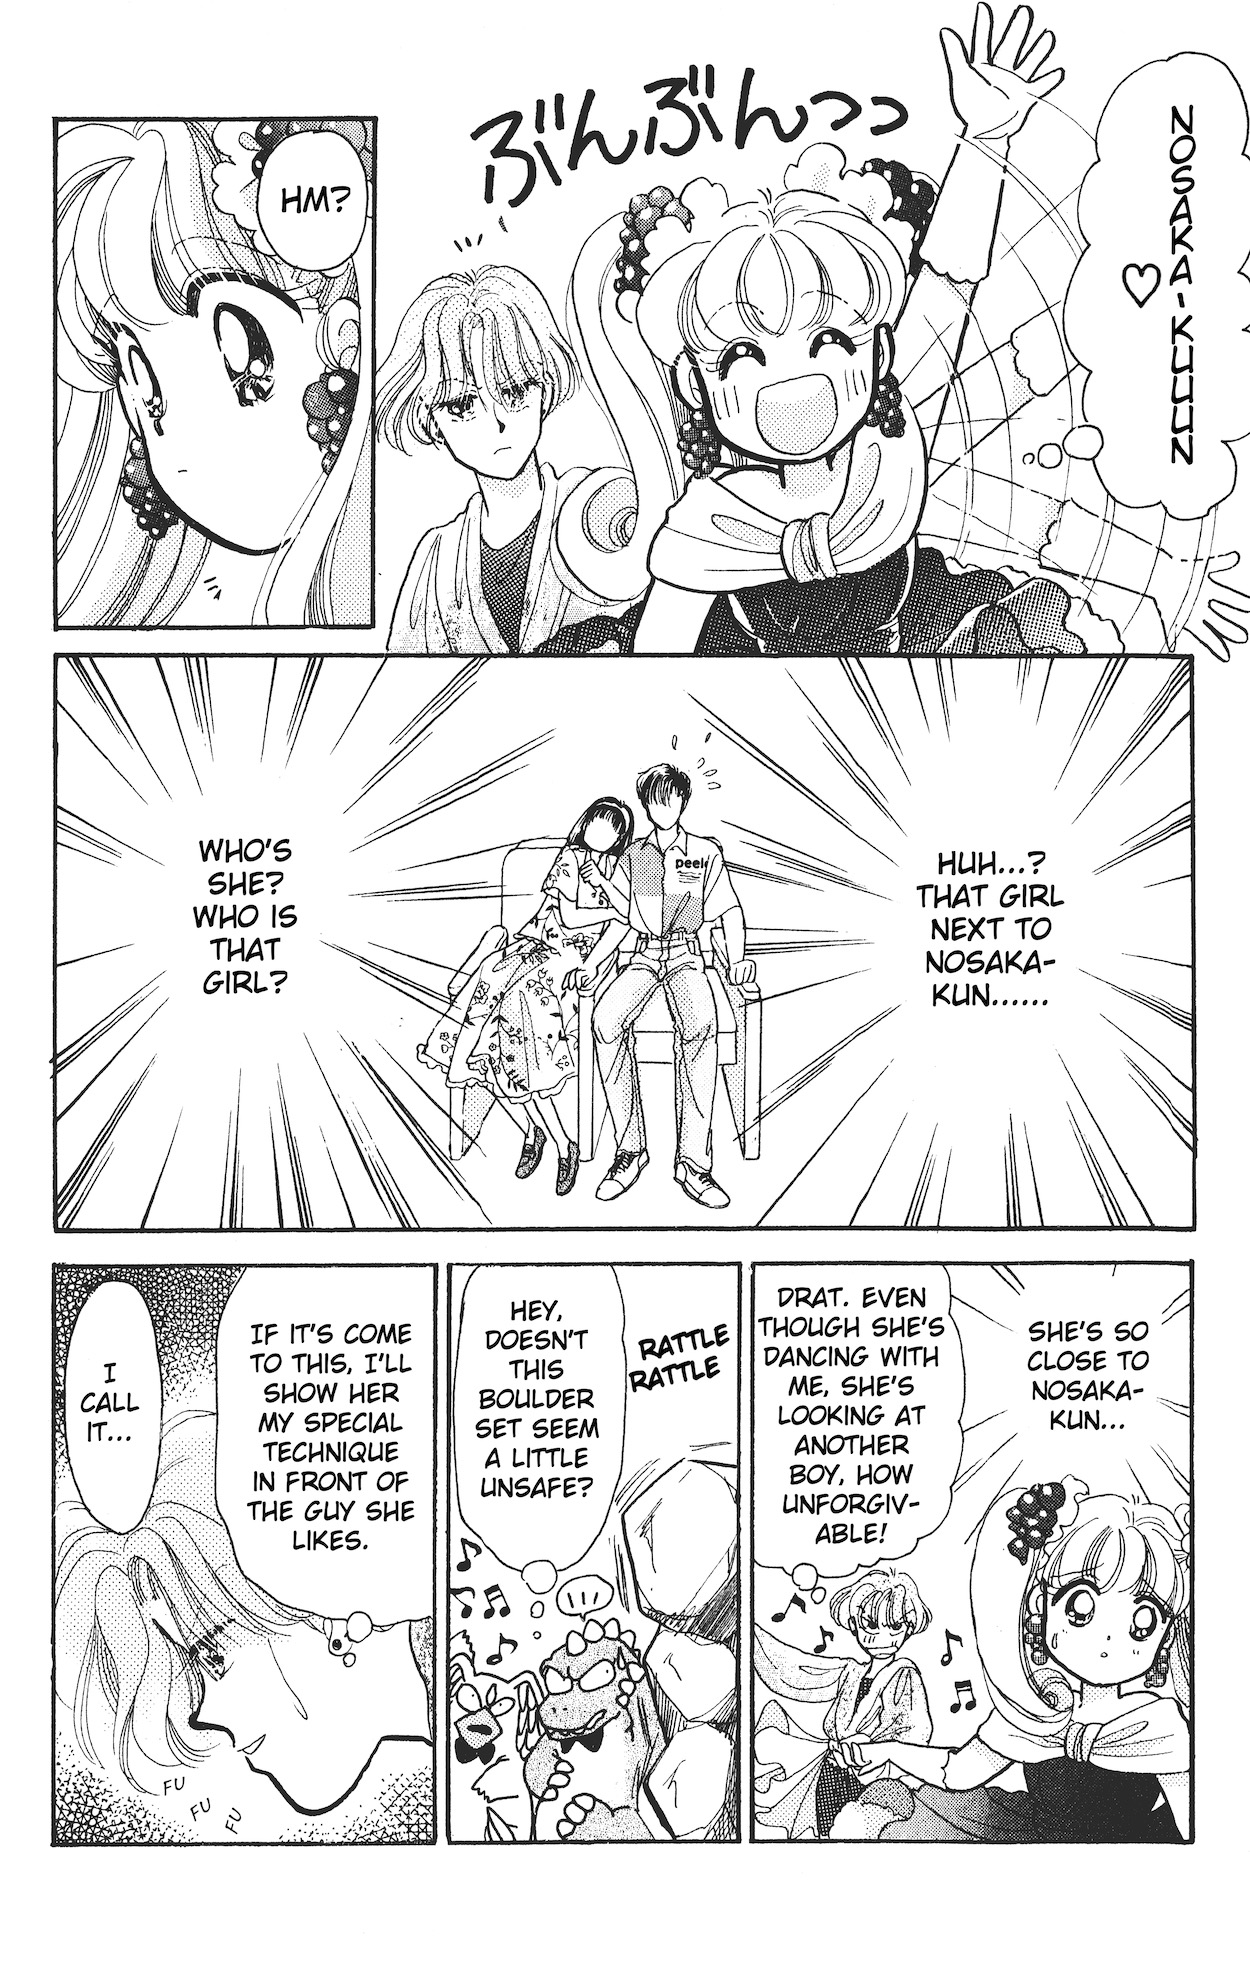 NOSAKA-KUUUN
♡
ぶんぶんっっ
HM?
HUH...?
THAT GIRL
NEXT TO
NOSAKA-
KUN......
peele
WHO'S
SHE?
WHO IS
THAT
GIRL?
SHE'S SO
CLOSE TO
NOSAKA-
KUN...
DRAT. EVEN
THOUGH SHE'S
DANCING WITH
ME, SHE'S
LOOKING AT
ANOTHER
BOY, HOW
UNFORGIV-
ABLE!
RATTLE
RATTLE
HEY,
DOESN'T
THIS
BOULDER
SET SEEM
A LITTLE
UNSAFE?
!!!
IF IT'S COME
TO THIS, I'LL
SHOW HER
MY SPECIAL
TECHNIQUE
IN FRONT OF
THE GUY SHE
LIKES.
I
CALL
IT...
FU
FU
FU